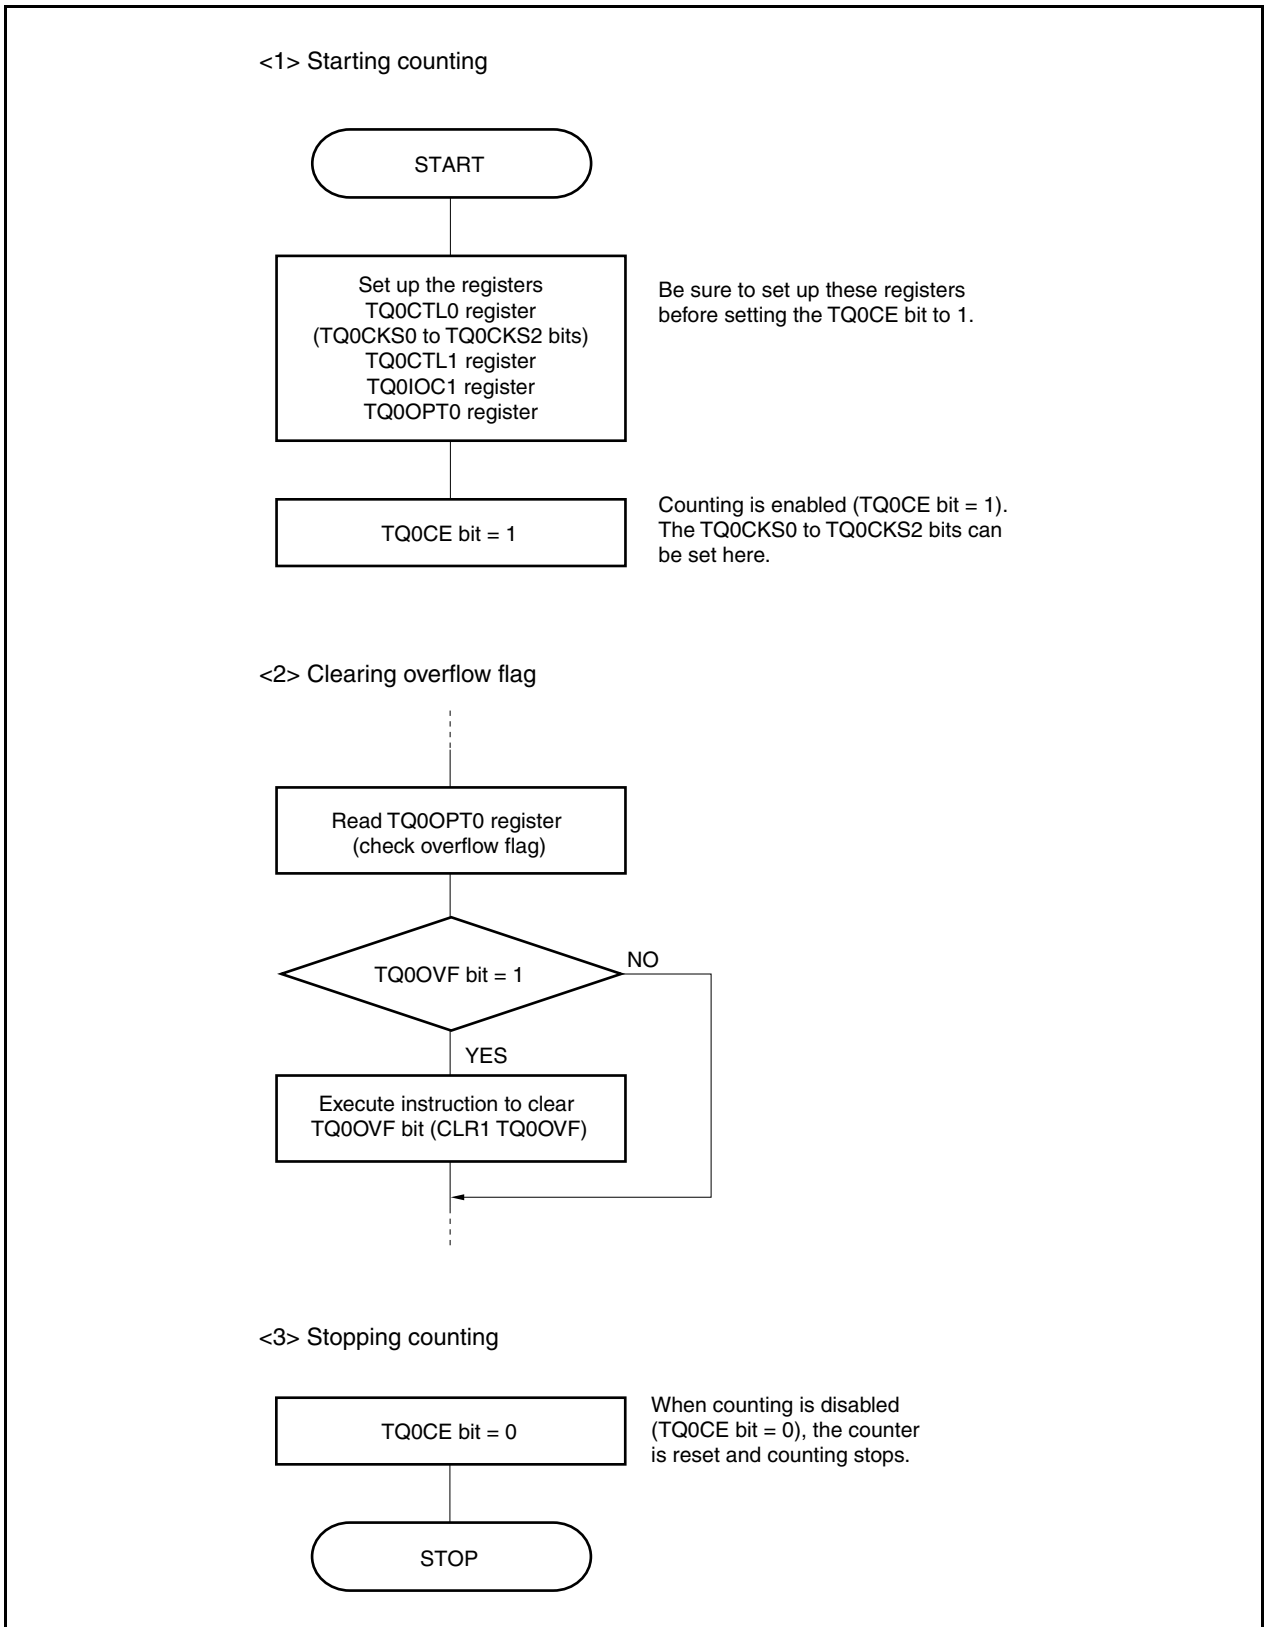 <1> Starting counting
START
Set up the registers
TQ0CTL0 register
(TQ0CKS0 to TQ0CKS2 bits)
TQ0CTL1 register
TQ0IOC1 register
TQ0OPT0 register
Be sure to set up these registers
before setting the TQ0CE bit to 1.
TQ0CE bit = 1
Counting is enabled (TQ0CE bit = 1).
The TQ0CKS0 to TQ0CKS2 bits can
be set here.
<2> Clearing overflow flag
Read TQ0OPT0 register
(check overflow flag)
TQ0OVF bit = 1
NO
YES
Execute instruction to clear
TQ0OVF bit (CLR1 TQ0OVF)
<3> Stopping counting
TQ0CE bit = 0
When counting is disabled
(TQ0CE bit = 0), the counter
is reset and counting stops.
STOP